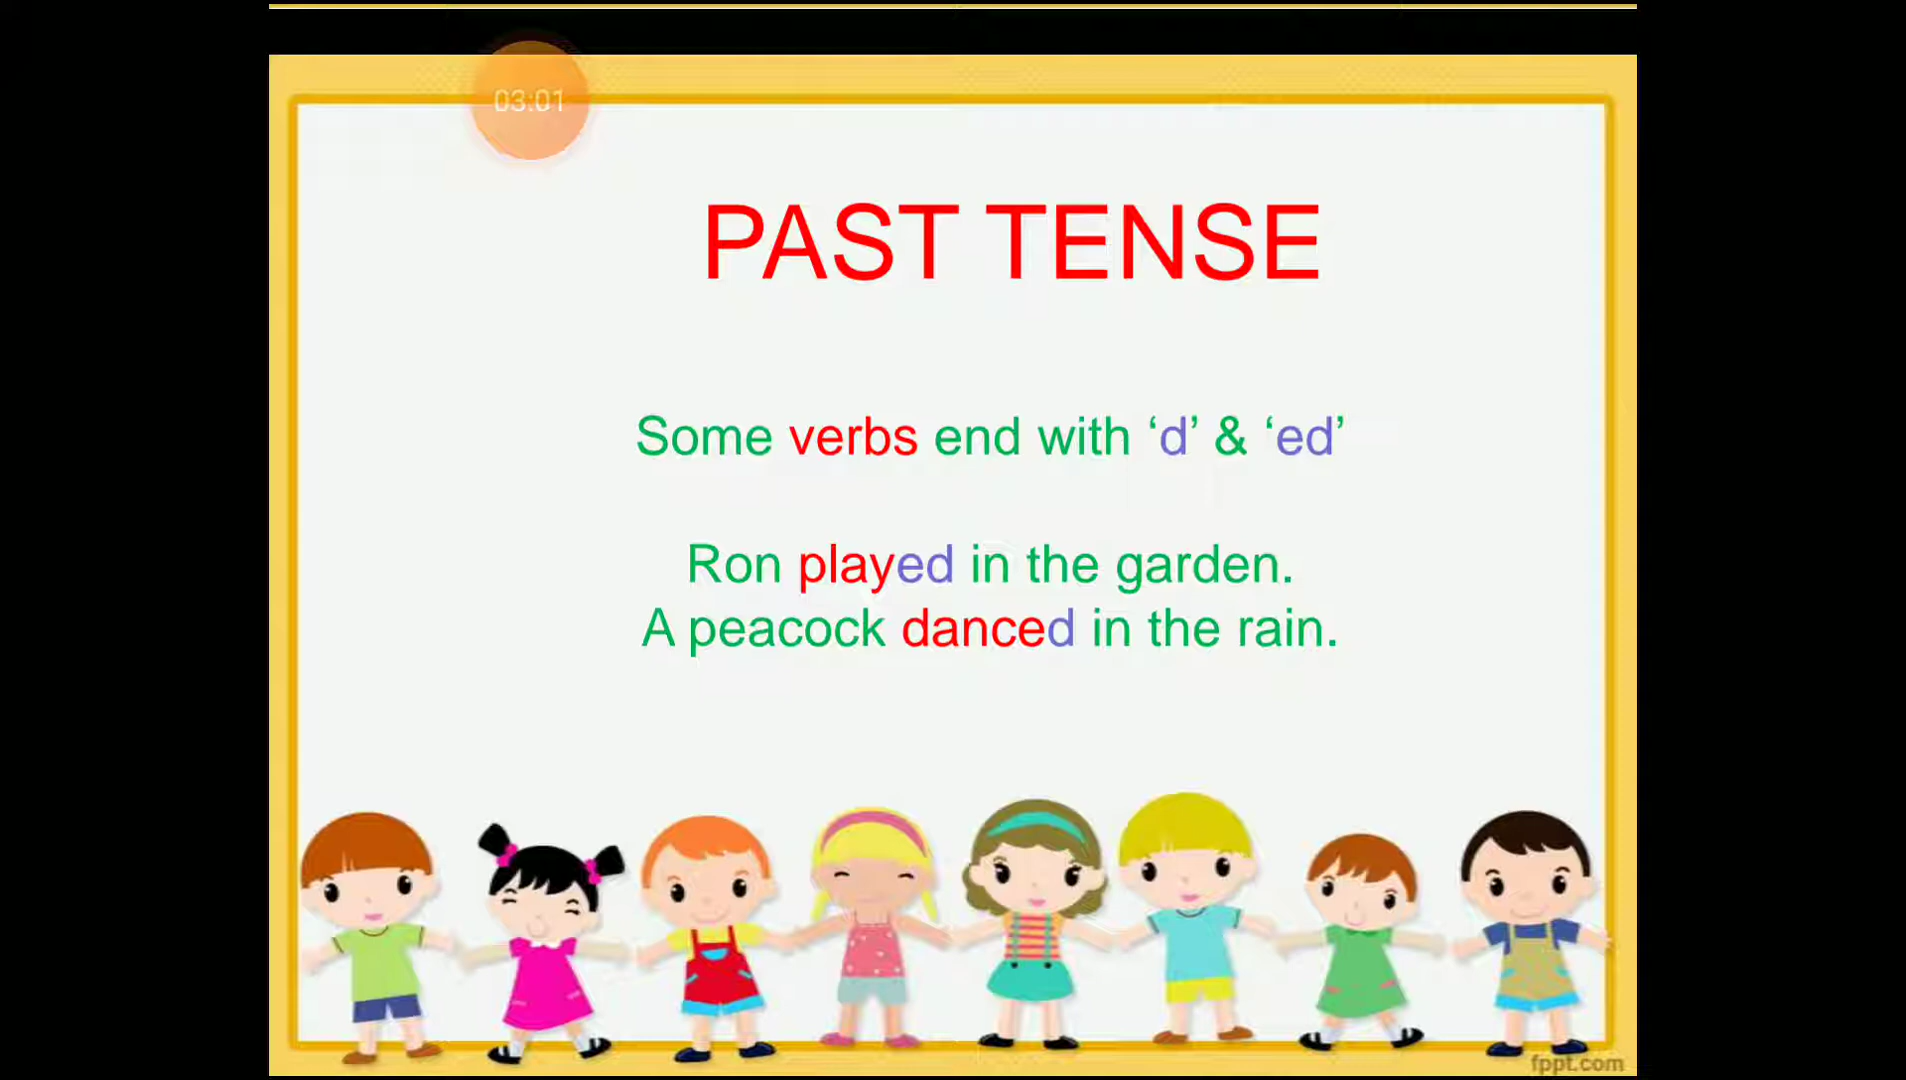 03:01
PAST TENSE
Some verbs end with ‘d’ & ‘ed’
Ron played in the garden.
A peacock danced in the rain.
fppt.com